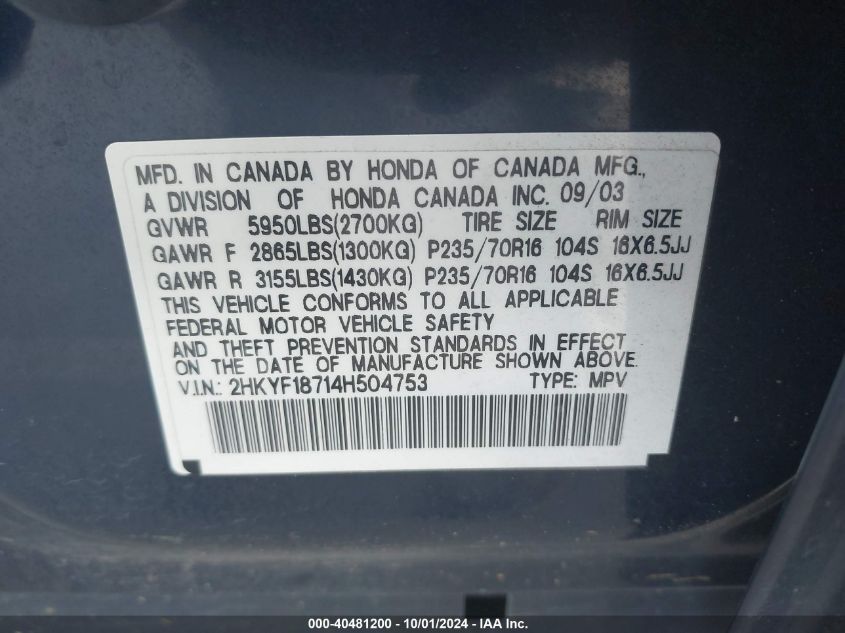 MFD. IN CANADA BY HONDA OF CANADA MFG.,
A DIVISION OF HONDA CANADA INC. 09/03
GVWR 5950LBS(2700KG) TIRE SIZE RIM SIZE
GAWR F 2865LBS(1300KG) P235/70R16 104S 16X6.5JJ
GAWR R 3155LBS(1430KG) P235/70R16 104S 16X6.5JJ
THIS VEHICLE CONFORMS TO ALL APPLICABLE
FEDERAL MOTOR VEHICLE SAFETY
AND THEFT PREVENTION STANDARDS IN EFFECT
ON THE DATE OF MANUFACTURE SHOWN ABOVE.
V.I.N.: 2HKYF18714H504753 TYPE: MPV
000-40481200 - 10/01/2024 - IAA Inc.